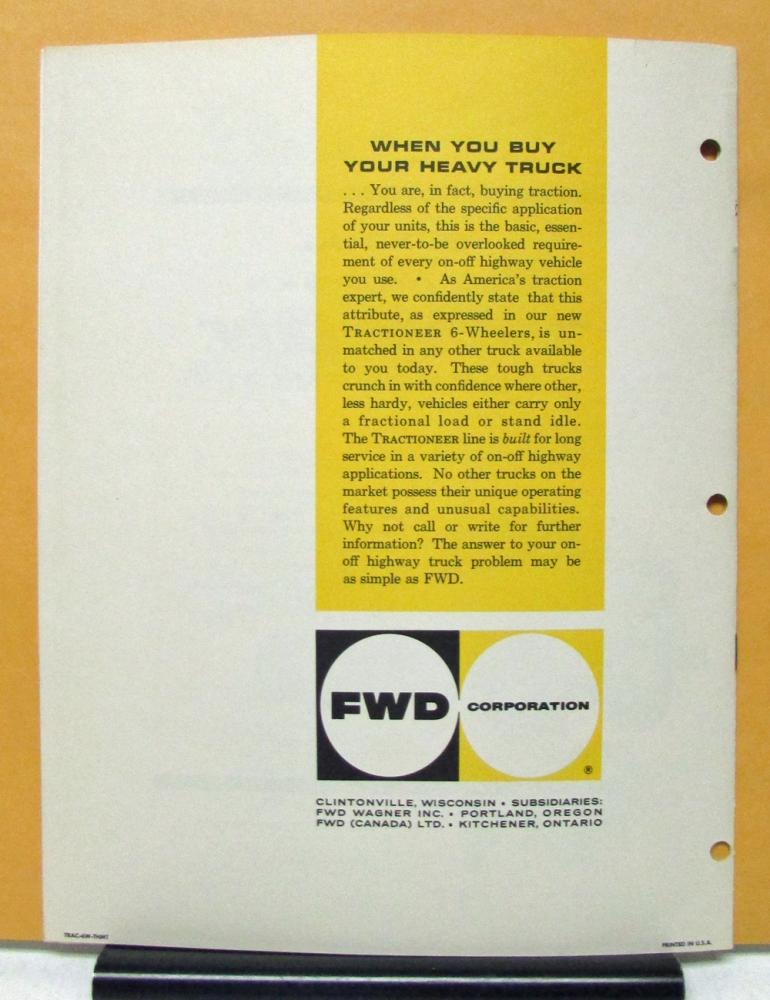 WHEN YOU BUY
YOUR HEAVY TRUCK
. . . You are, in fact, buying traction.
Regardless of the specific application
of your units, this is the basic, essen-
tial, never-to-be overlooked require-
ment of every on-off highway vehicle
you use. • As America's traction
expert, we confidently state that this
attribute, as expressed in our new
TRACTIONEER 6-Wheelers, is un-
matched in any other truck available
to you today. These tough trucks
crunch in with confidence where other,
less hardy, vehicles either carry only
a fractional load or stand idle.
The TRACTIONEER line is built for long
service in a variety of on-off highway
applications. No other trucks on the
market possess their unique operating
features and unusual capabilities.
Why not call or write for further
information? The answer to your on-
off highway truck problem may be
as simple as FWD.
FWD CORPORATION
®
CLINTONVILLE, WISCONSIN • SUBSIDIARIES:
FWD WAGNER INC. • PORTLAND, OREGON
FWD (CANADA) LTD. • KITCHENER, ONTARIO
PRINTED IN U.S.A.